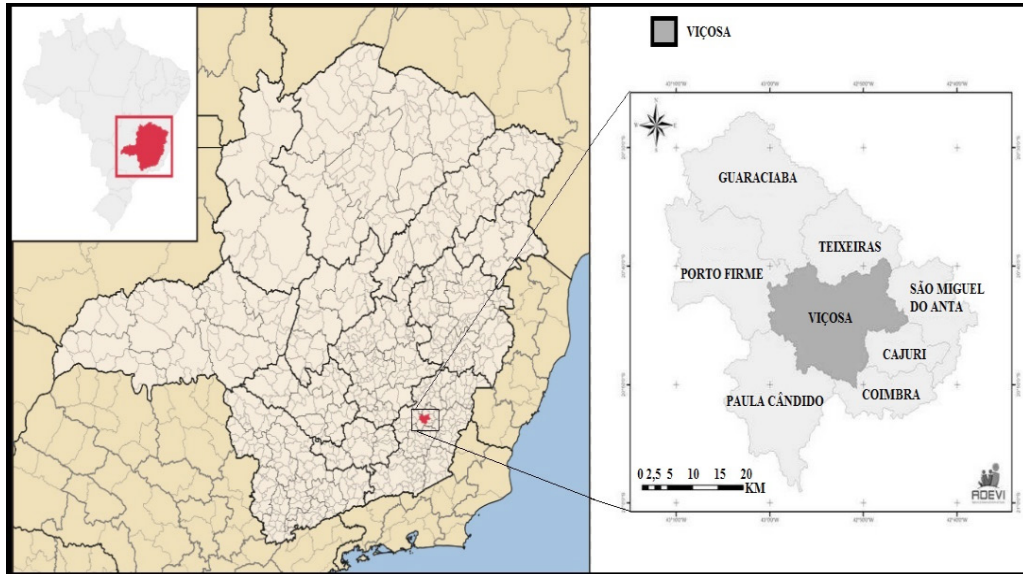 VIÇOSA
GUARACIABA
TEIXEIRAS
PORTO FIRME
SÃO MIGUEL
DO ANTA
VIÇOSA
CAJURI
PAULA CÂNDIDO
COIMBRA
0 2,5 5 10 15 20
KM
ADEVI